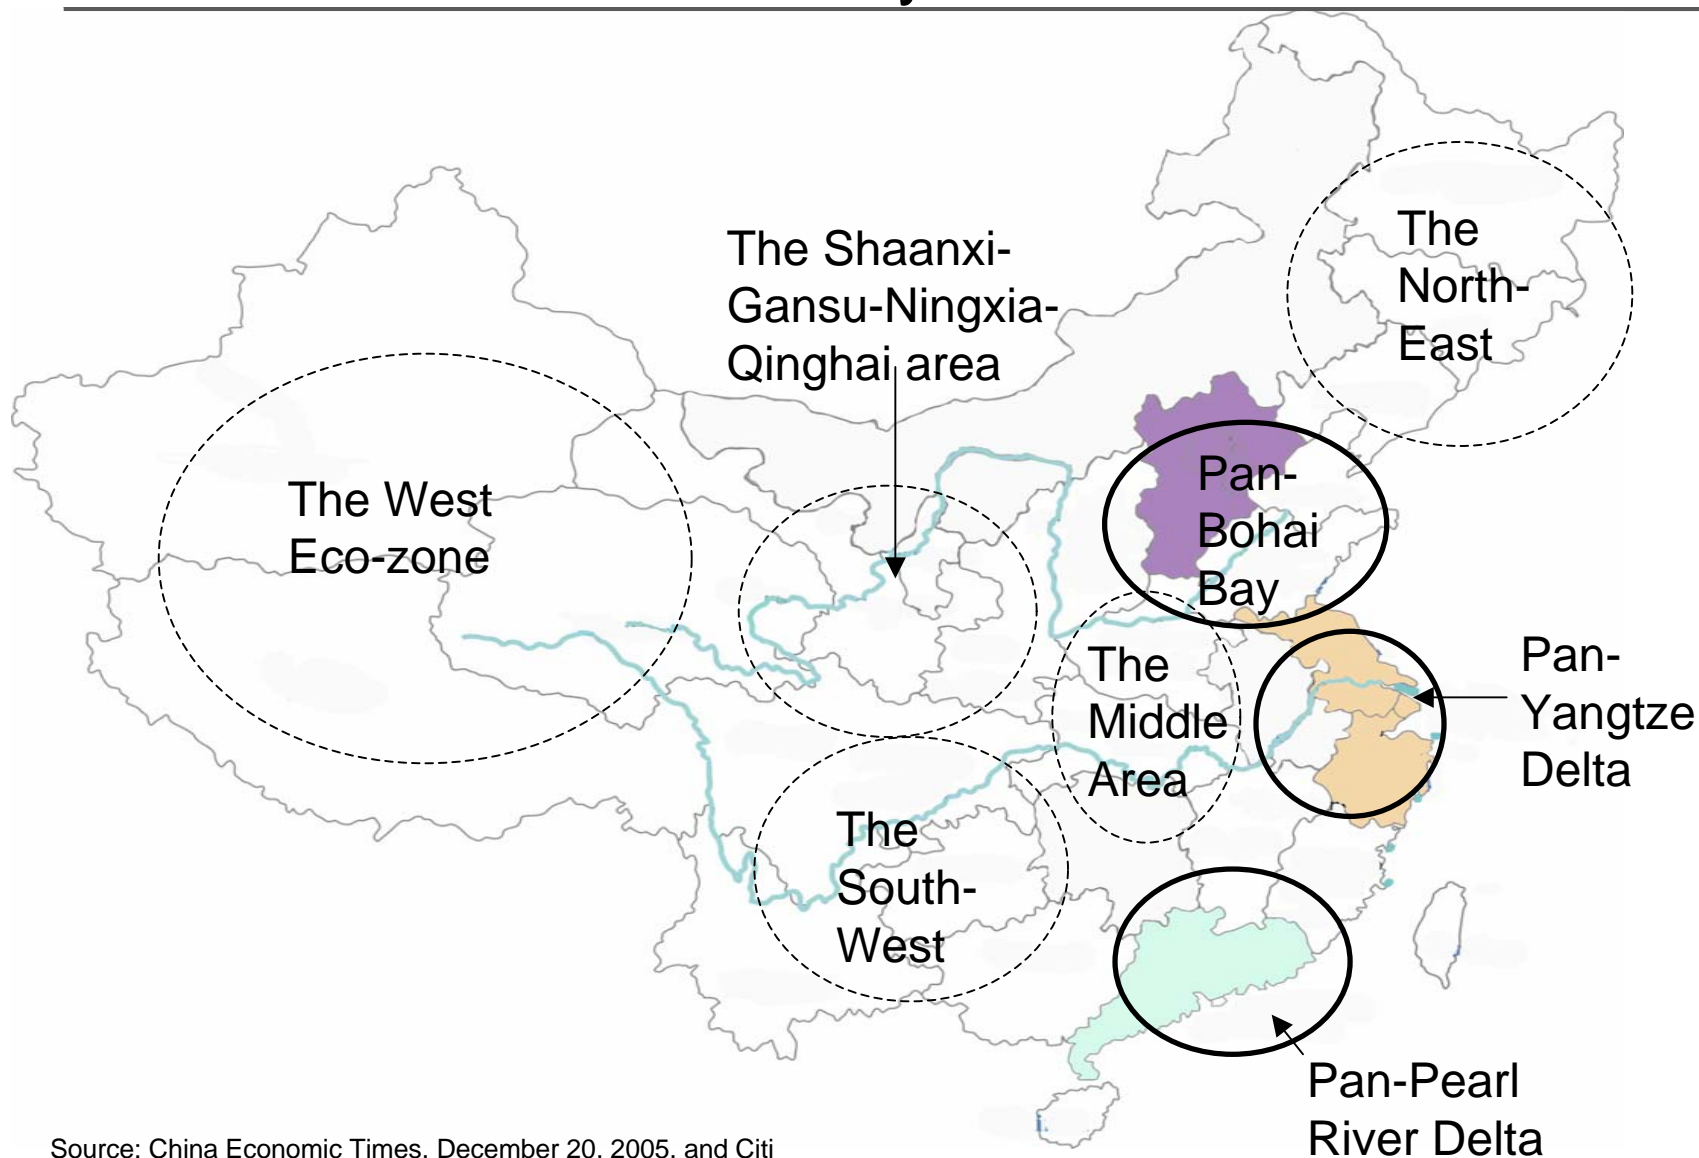 The Shaanxi-
Gansu-Ningxia-
Qinghai area
The
North-
East
The West
Eco-zone
Pan-
Bohai
Bay
The
Middle
Area
Pan-
Yangtze
Delta
The
South-
West
Pan-Pearl
River Delta
Source: China Economic Times, December 20, 2005, and Citi